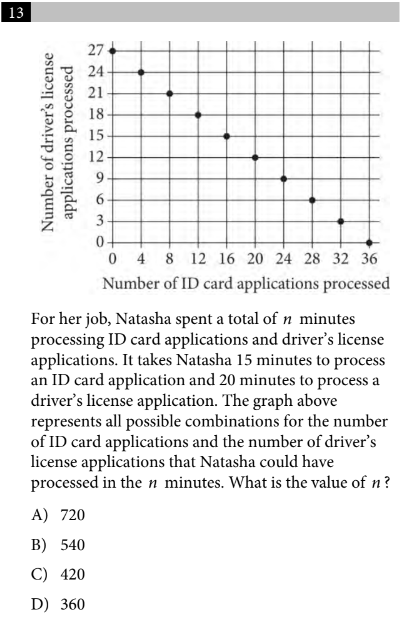 13
Number of driver's license
applications processed
27
24
21
18
15
12
9
6
3
0
0 4 8 12 16 20 24 28 32 36
Number of ID card applications processed
For her job, Natasha spent a total of n minutes
processing ID card applications and driver's license
applications. It takes Natasha 15 minutes to process
an ID card application and 20 minutes to process a
driver's license application. The graph above
represents all possible combinations for the number
of ID card applications and the number of driver's
license applications that Natasha could have
processed in the n minutes. What is the value of n?
A) 720
B) 540
C) 420
D) 360